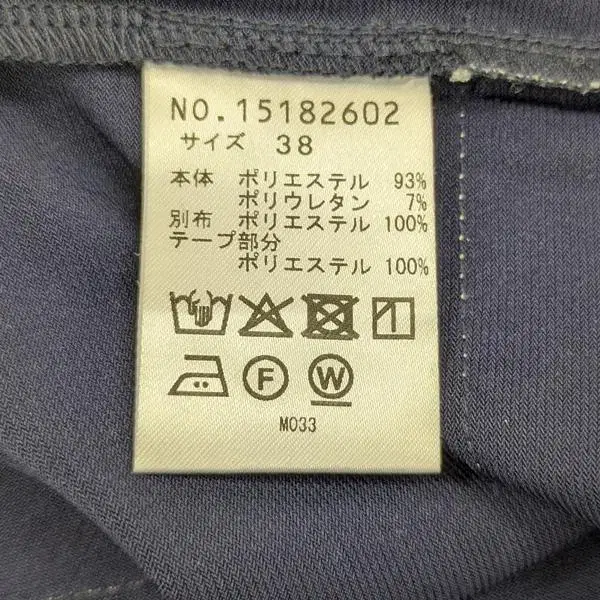 NO.15182602
サイズ 38
本体 ポリエステル 93%
ポリウレタン 7%
別布 ポリエステル 100%
テープ部分
ポリエステル 100%
F W
M033